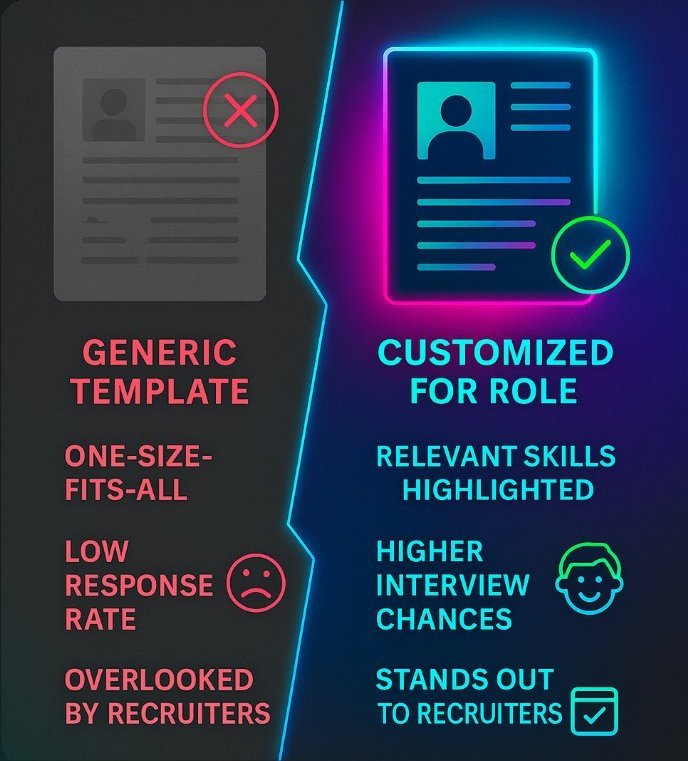 GENERIC
TEMPLATE
ONE-SIZE-
FITS-ALL
LOW
RESPONSE
RATE
OVERLOOKED
BY RECRUITERS
CUSTOMIZED
FOR ROLE
RELEVANT SKILLS
HIGHLIGHTED
HIGHER
INTERVIEW
CHANCES
STANDS OUT
TO RECRUITERS